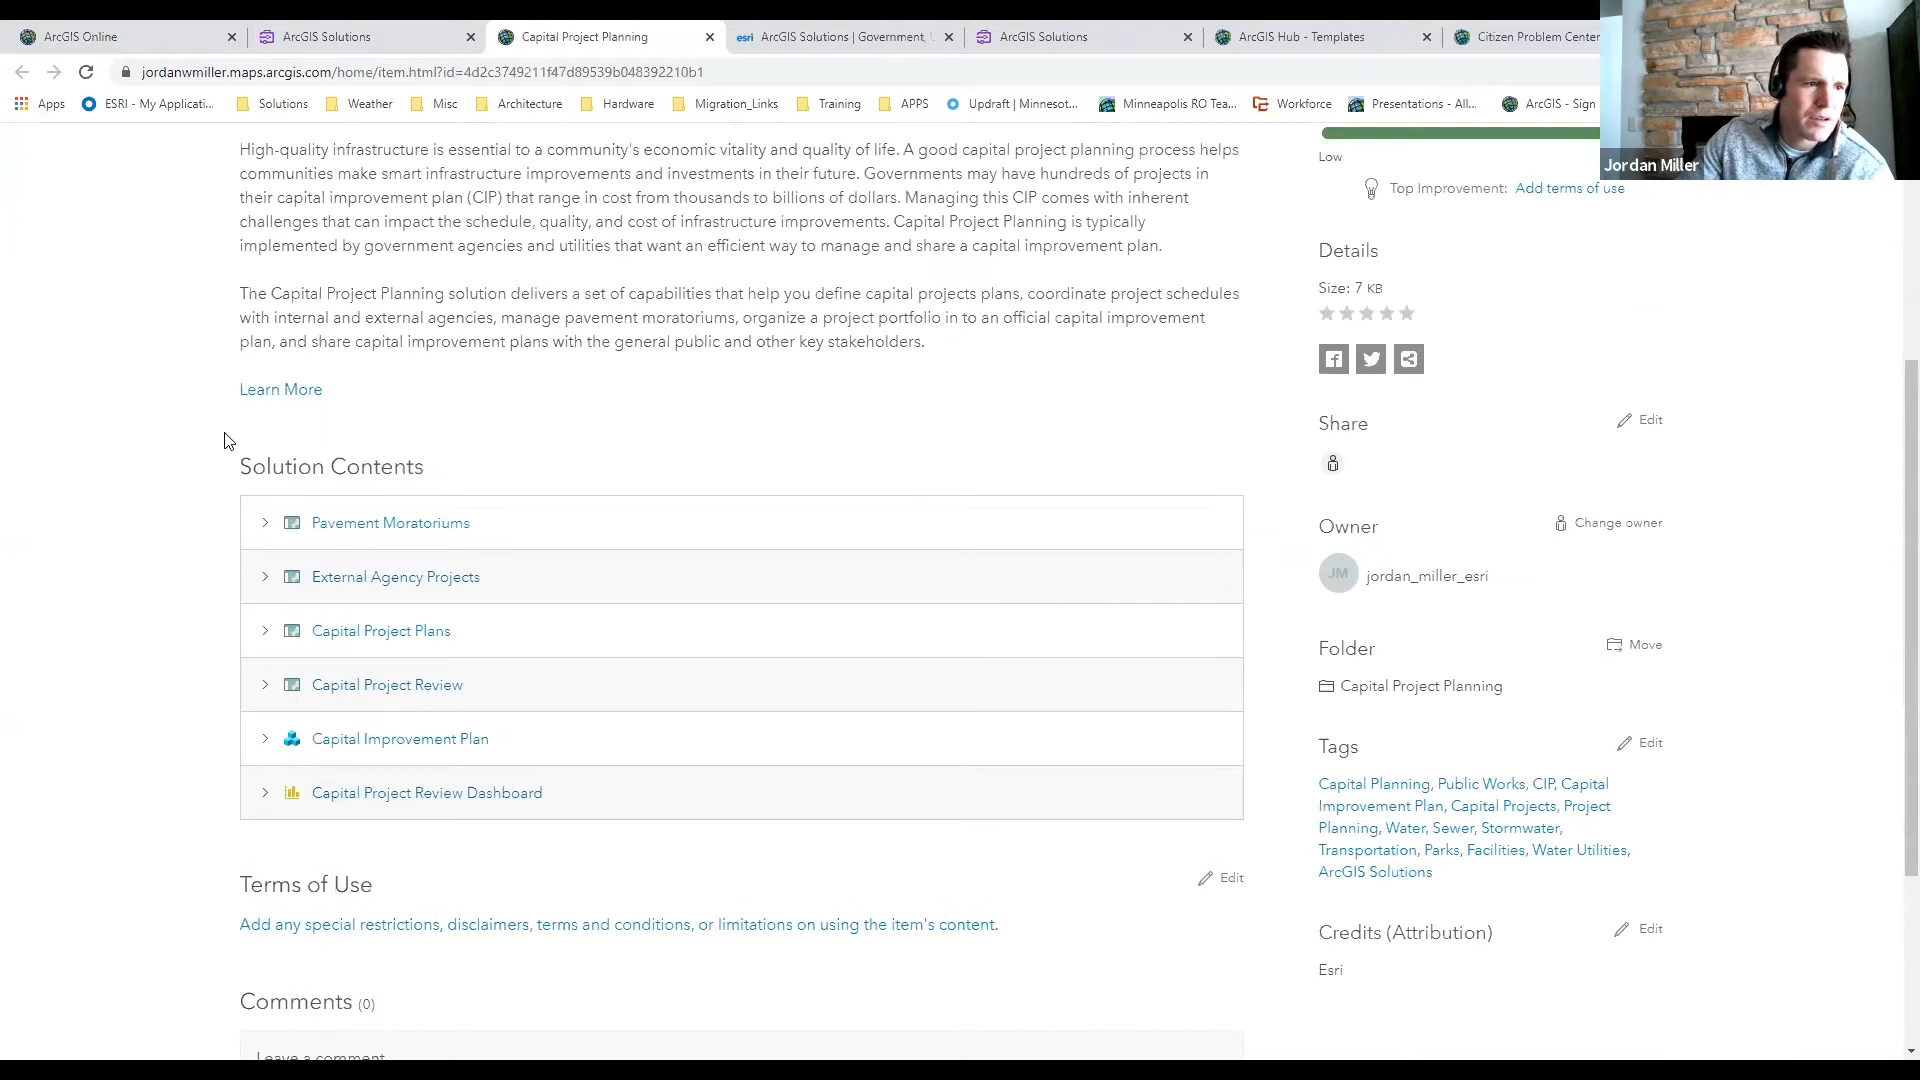 ArcGIS Online
ArcGIS Solutions
Capital Project Planning
esri ArcGIS Solutions | Government,
ArcGIS Solutions
ArcGIS Hub - Templates
Citizen Problem Center
jordanwmiller.maps.arcgis.com/home/item.html?id=4d2c3749211f47d89539b048392210b1
Apps
ESRI - My Applicati...
Solutions
Weather
Misc
Architecture
Hardware
Migration_Links
Training
APPS
Updraft | Minnesot...
Minneapolis RO Tea...
Workforce
Presentations - All...
ArcGIS - Sign
Jordan Miller
High-quality infrastructure is essential to a community's economic vitality and quality of life. A good capital project planning process helps
communities make smart infrastructure improvements and investments in their future. Governments may have hundreds of projects in
their capital improvement plan (CIP) that range in cost from thousands to billions of dollars. Managing this CIP comes with inherent
challenges that can impact the schedule, quality, and cost of infrastructure improvements. Capital Project Planning is typically
implemented by government agencies and utilities that want an efficient way to manage and share a capital improvement plan.
The Capital Project Planning solution delivers a set of capabilities that help you define capital projects plans, coordinate project schedules
with internal and external agencies, manage pavement moratoriums, organize a project portfolio in to an official capital improvement
plan, and share capital improvement plans with the general public and other key stakeholders.
Learn More
Solution Contents
Pavement Moratoriums
External Agency Projects
Capital Project Plans
Capital Project Review
Capital Improvement Plan
Capital Project Review Dashboard
Terms of Use
Edit
Add any special restrictions, disclaimers, terms and conditions, or limitations on using the item's content.
Comments (0)
Leave a comment
Low
Top Improvement: Add terms of use
Details
Size: 7 KB
Share
Edit
Owner
Change owner
JM
jordan_miller_esri
Folder
Move
Capital Project Planning
Tags
Edit
Capital Planning, Public Works, CIP, Capital
Improvement Plan, Capital Projects, Project
Planning, Water, Sewer, Stormwater,
Transportation, Parks, Facilities, Water Utilities,
ArcGIS Solutions
Credits (Attribution)
Edit
Esri